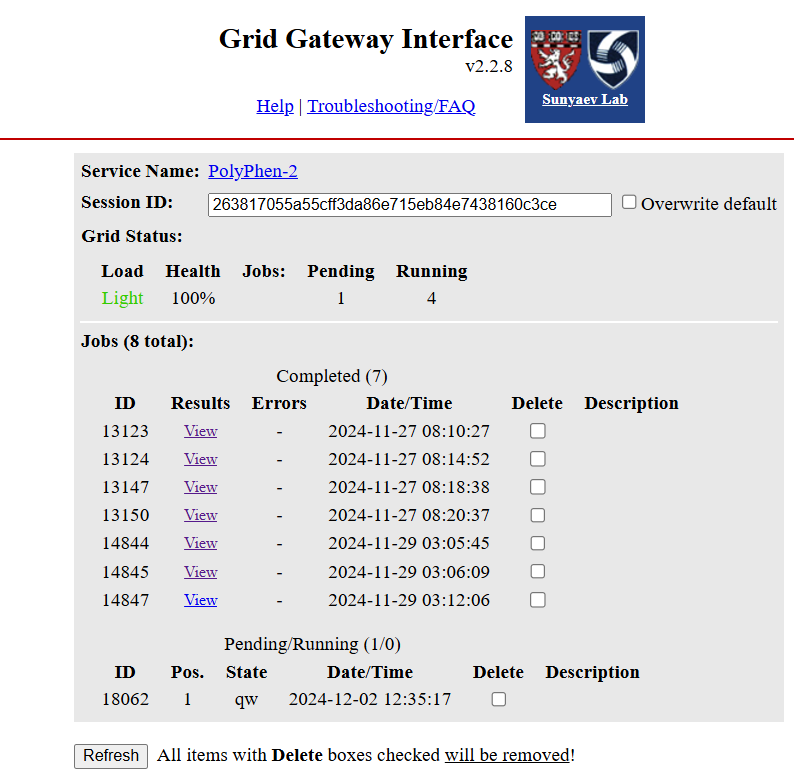 Grid Gateway Interface
v2.2.8
Help | Troubleshooting/FAQ
Sunyaev Lab
Service Name: PolyPhen-2
Session ID: 263817055a55cff3da86e715eb84e7438160c3ce Overwrite default
Grid Status:
Load Health Jobs: Pending Running
Light 100% 1 4
Jobs (8 total):
Completed (7)
ID Results Errors Date/Time Delete Description
13123 View - 2024-11-27 08:10:27
13124 View - 2024-11-27 08:14:52
13147 View - 2024-11-27 08:18:38
13150 View - 2024-11-27 08:20:37
14844 View - 2024-11-29 03:05:45
14845 View - 2024-11-29 03:06:09
14847 View - 2024-11-29 03:12:06
Pending/Running (1/0)
ID Pos. State Date/Time Delete Description
18062 1 qw 2024-12-02 12:35:17
Refresh All items with Delete boxes checked will be removed!